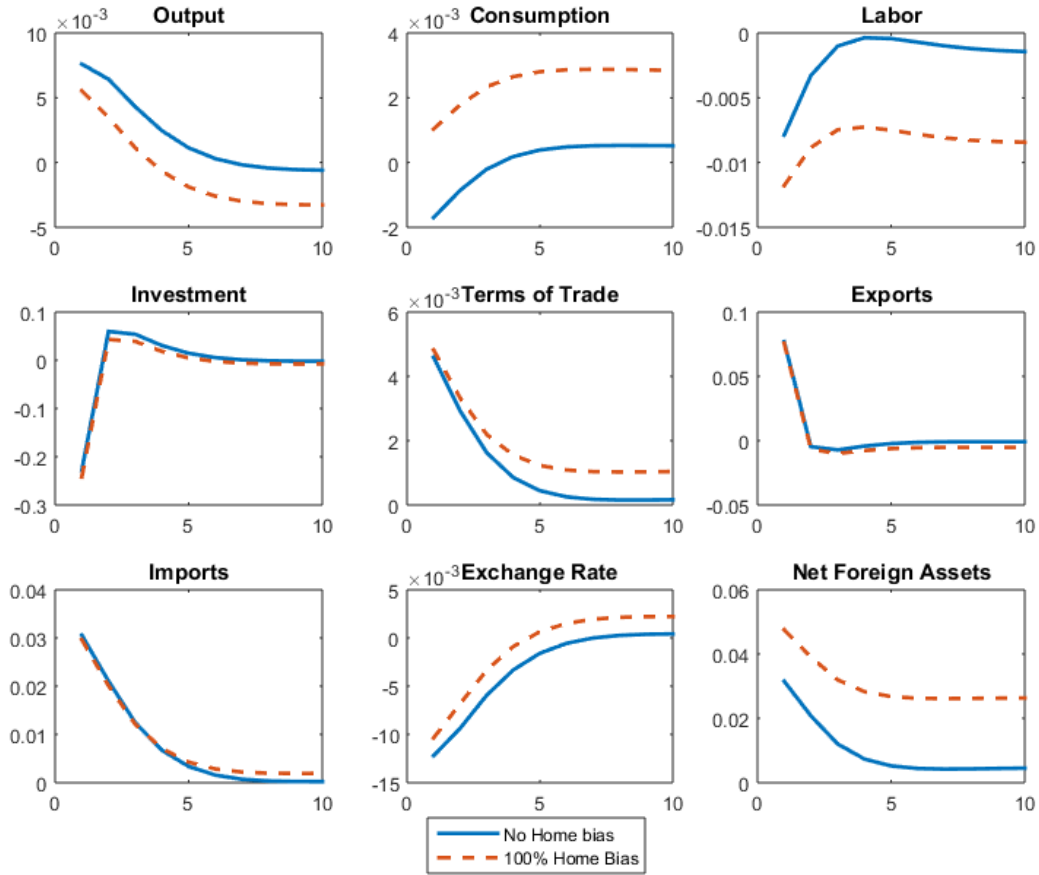 Output
×10⁻³
10
5
0
-5
0 5 10
Consumption
×10⁻³
4
2
0
-2
0 5 10
Labor
0
-0.005
-0.01
-0.015
0 5 10
Investment
0.1
0
-0.1
-0.2
-0.3
0 5 10
Terms of Trade
×10⁻³
6
4
2
0
0 5 10
Exports
0.1
0.05
0
-0.05
0 5 10
Imports
0.04
0.03
0.02
0.01
0
0 5 10
Exchange Rate
×10⁻³
5
0
-5
-10
-15
0 5 10
Net Foreign Assets
0.06
0.04
0.02
0
0 5 10
No Home bias
100% Home Bias